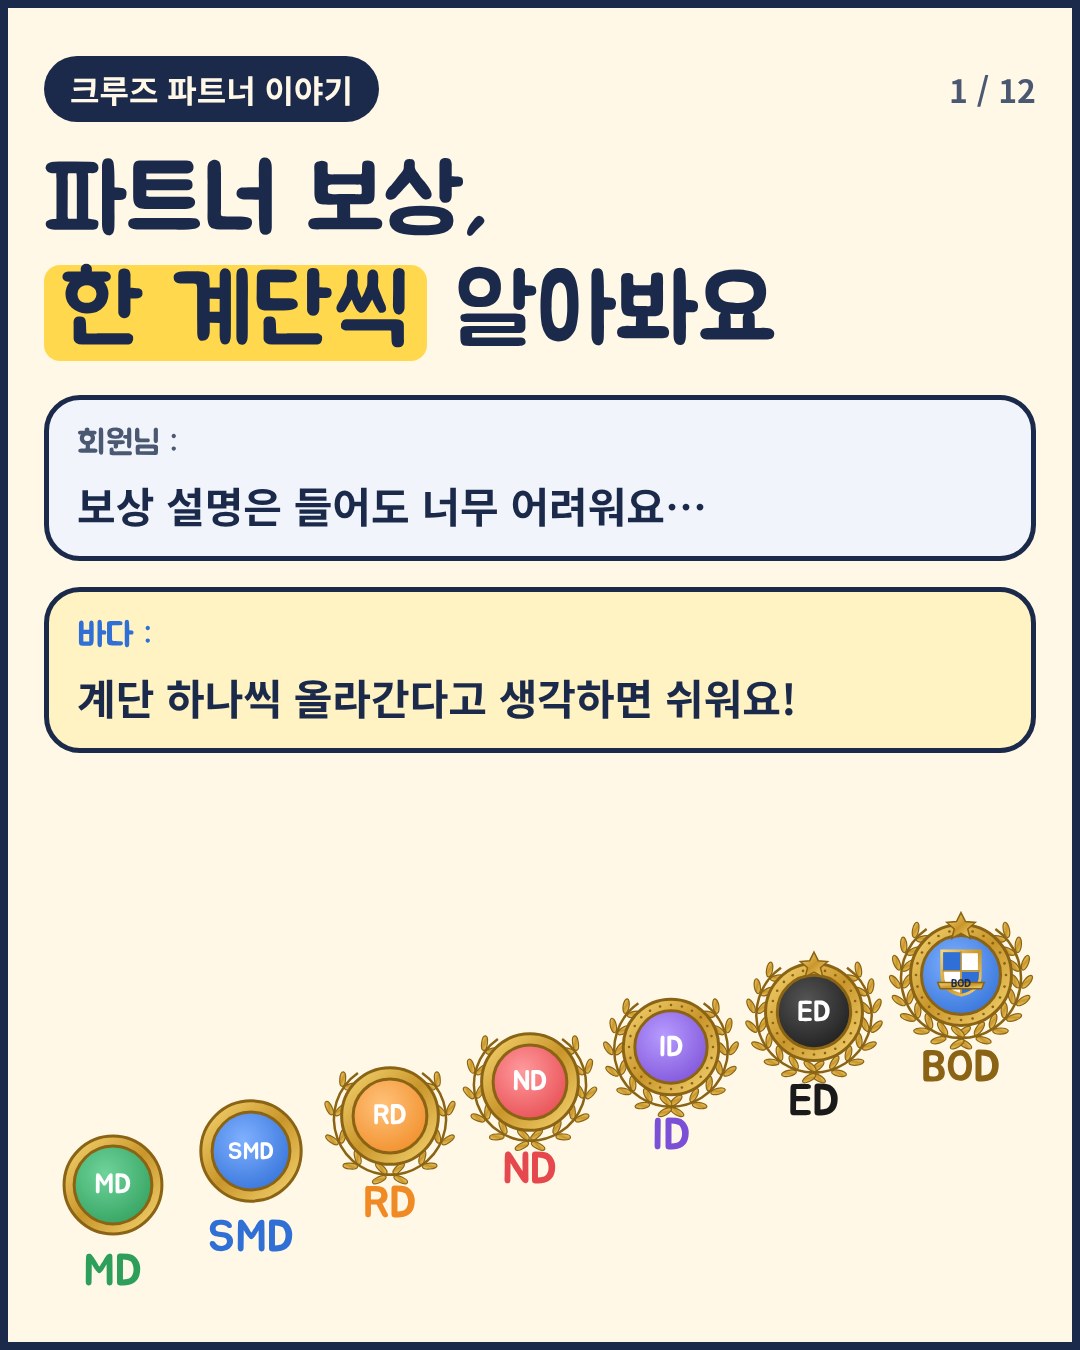 크루즈 파트너 이야기
1 / 12
파트너 보상,
한 계단씩 알아봐요
회원님 :
보상 설명은 들어도 너무 어려워요…
바다 :
계단 하나씩 올라간다고 생각하면 쉬워요!
MD
MD
SMD
SMD
RD
RD
ND
ND
ID
ID
ED
ED
BOD
BOD